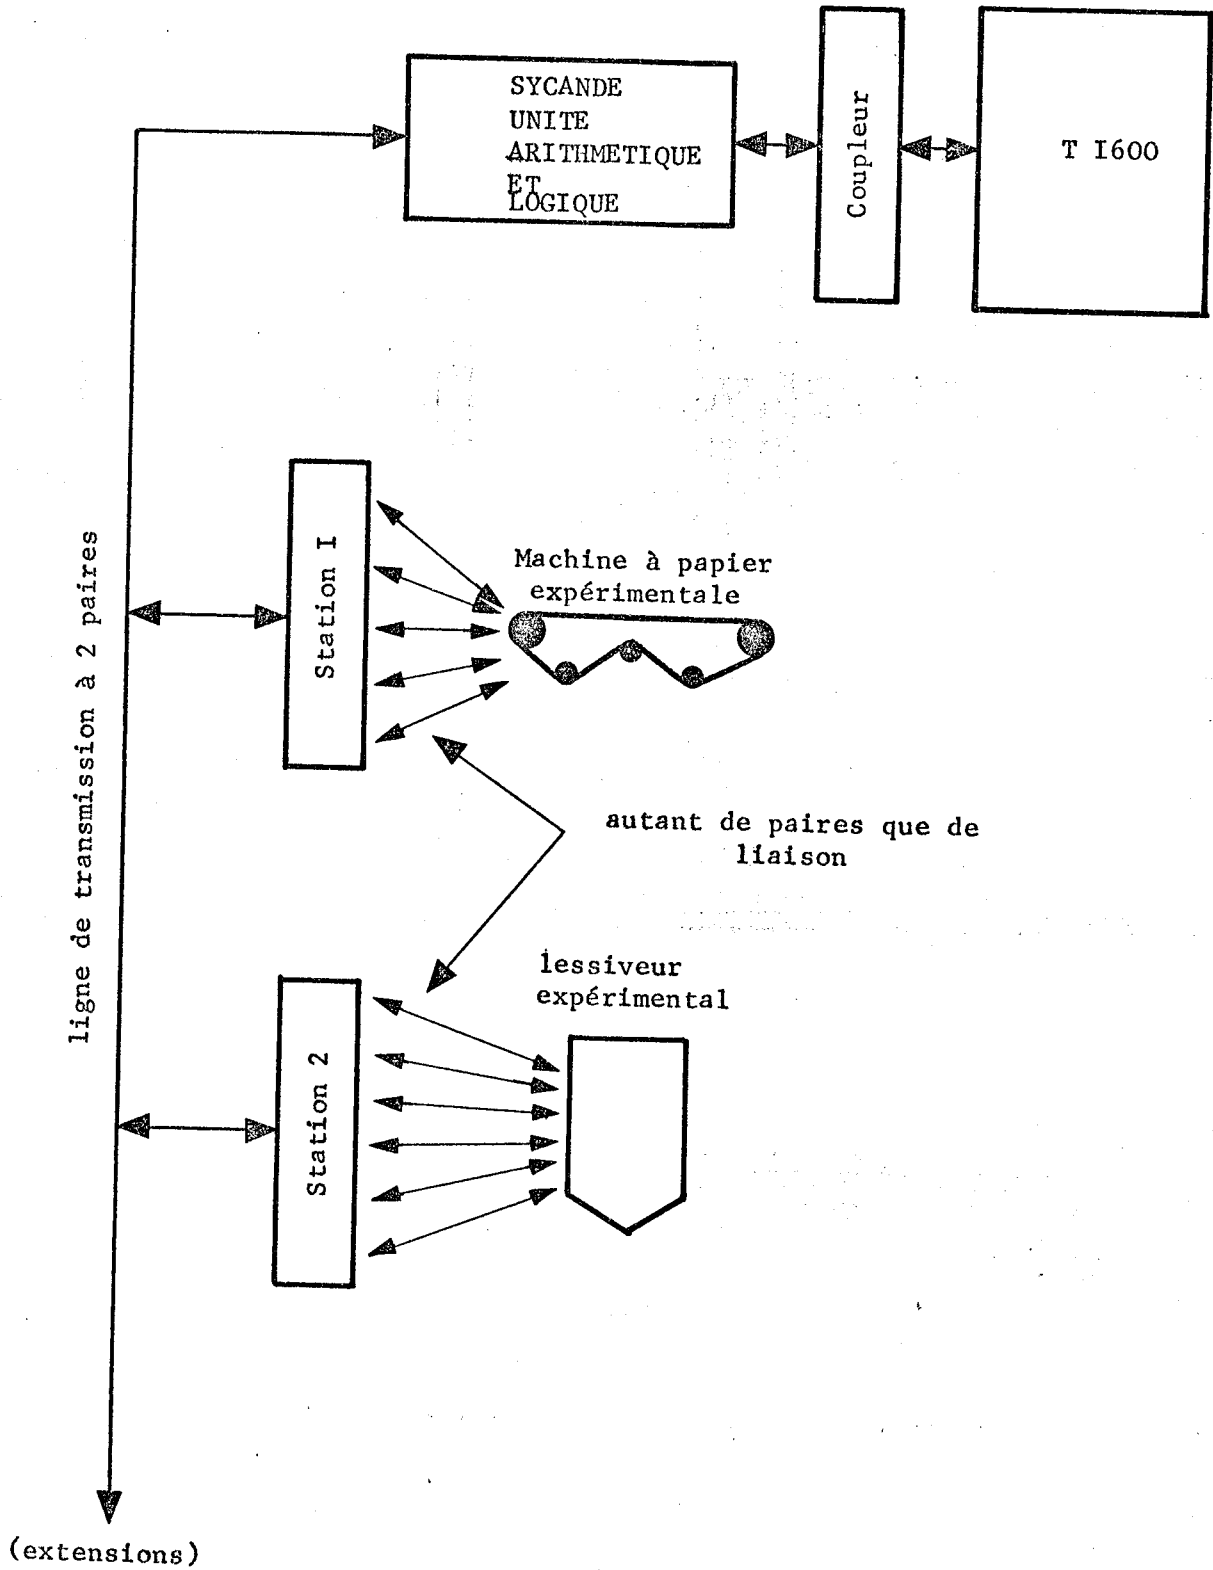 SYCANDE
UNITE
ARITHMETIQUE
ET
LOGIQUE
Coupleur
T I600
ligne de transmission à 2 paires
Station I
Machine à papier
expérimentale
autant de paires que de
liaison
Station 2
lessiveur
expérimental
(extensions)